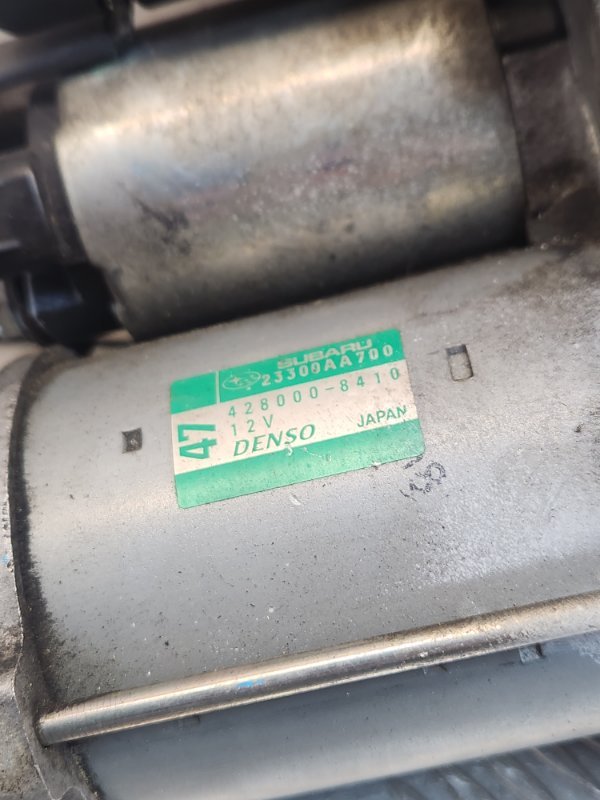 SUBARU
23300AA700
428000-8410
12V
DENSO JAPAN
47